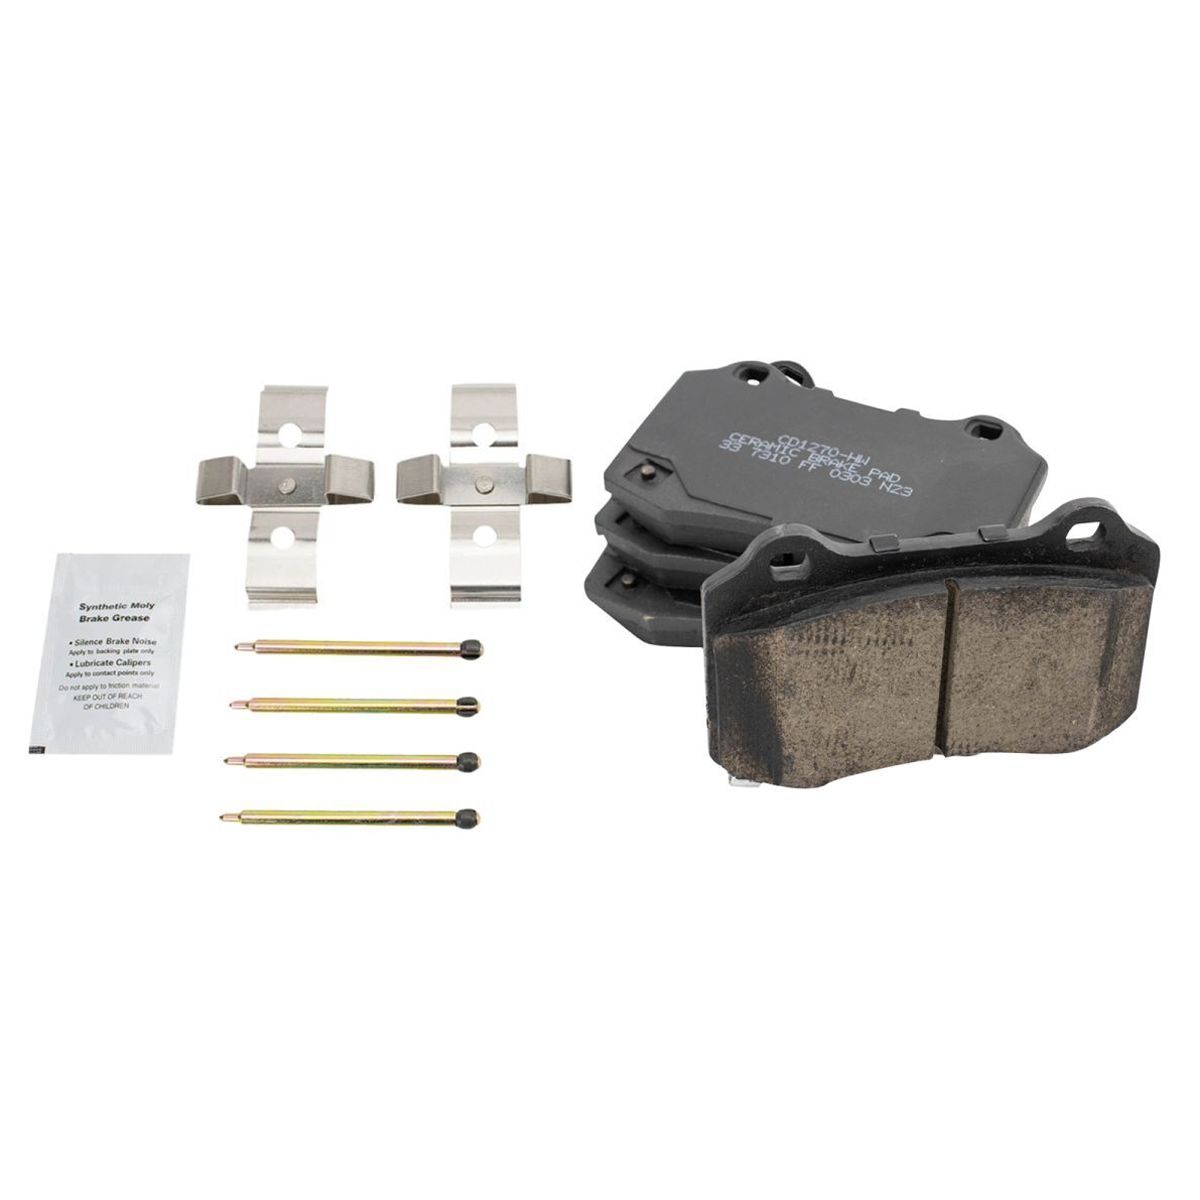 Synthetic Moly
Brake Grease
• Silence Brake Noise
Apply to backing plate only
• Lubricate Calipers
Apply to contact points only
Do not apply to friction material
KEEP OUT OF REACH
OF CHILDREN
CD1270-HW
CERAMIC BRAKE PAD
33 7310 FF 0303 N23